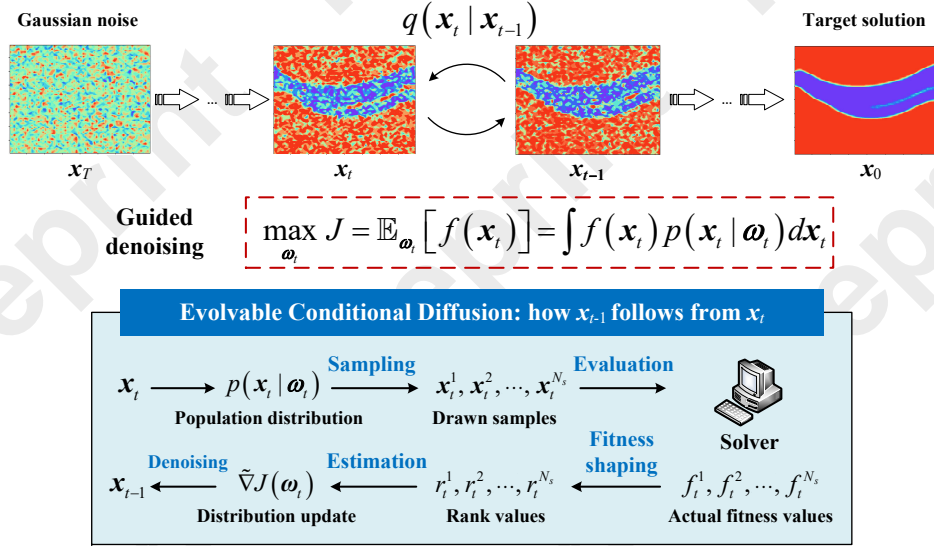 Gaussian noise
q(x_t | x_{t-1})
Target solution
... ...
x_T
x_t
x_{t-1}
x_0
Guided
denoising
max_{ω_t} J = 𝔼_{ω_t}[f(x_t)] = ∫ f(x_t) p(x_t | ω_t) dx_t
Evolvable Conditional Diffusion: how x_{t-1} follows from x_t
x_t
p(x_t | ω_t)
Sampling
x_t^1, x_t^2, ..., x_t^{N_s}
Evaluation
Population distribution
Drawn samples
Solver
x_{t-1}
Denoising
∇̃J(ω_t)
Estimation
r_t^1, r_t^2, ..., r_t^{N_s}
Fitness
shaping
f_t^1, f_t^2, ..., f_t^{N_s}
Distribution update
Rank values
Actual fitness values